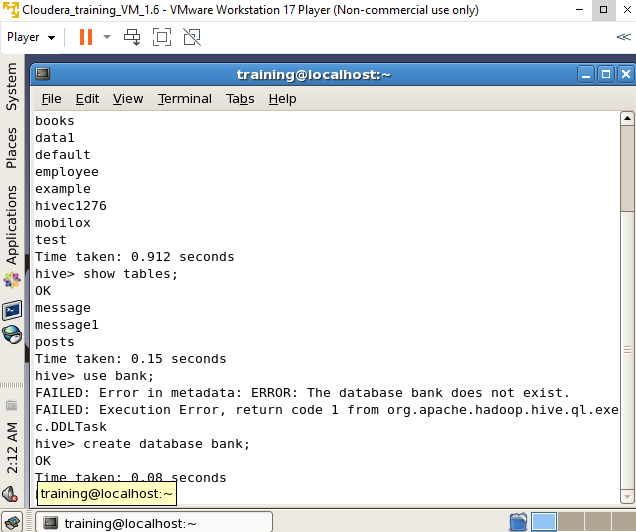 Cloudera_training_VM_1.6 - VMware Workstation 17 Player (Non-commercial use only)
Player
System
Places
Applications
2:12 AM
training@localhost:~
File Edit View Terminal Tabs Help
books
data1
default
employee
example
hivec1276
mobilox
test
Time taken: 0.912 seconds
hive> show tables;
OK
message
message1
posts
Time taken: 0.15 seconds
hive> use bank;
FAILED: Error in metadata: ERROR: The database bank does not exist.
FAILED: Execution Error, return code 1 from org.apache.hadoop.hive.ql.exe
c.DDLTask
hive> create database bank;
OK
Time taken: 0.08 seconds
training@localhost:~
training@localhost:~